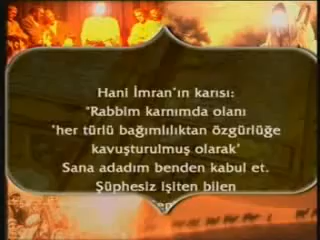 Hani İmran'ın karısı:
"Rabbim karnımda olanı
"her türlü bağımlılıktan özgürlüğe
kavuşturulmuş olarak"
Sana adadım benden kabul et.
Şüphesiz işiten bilen